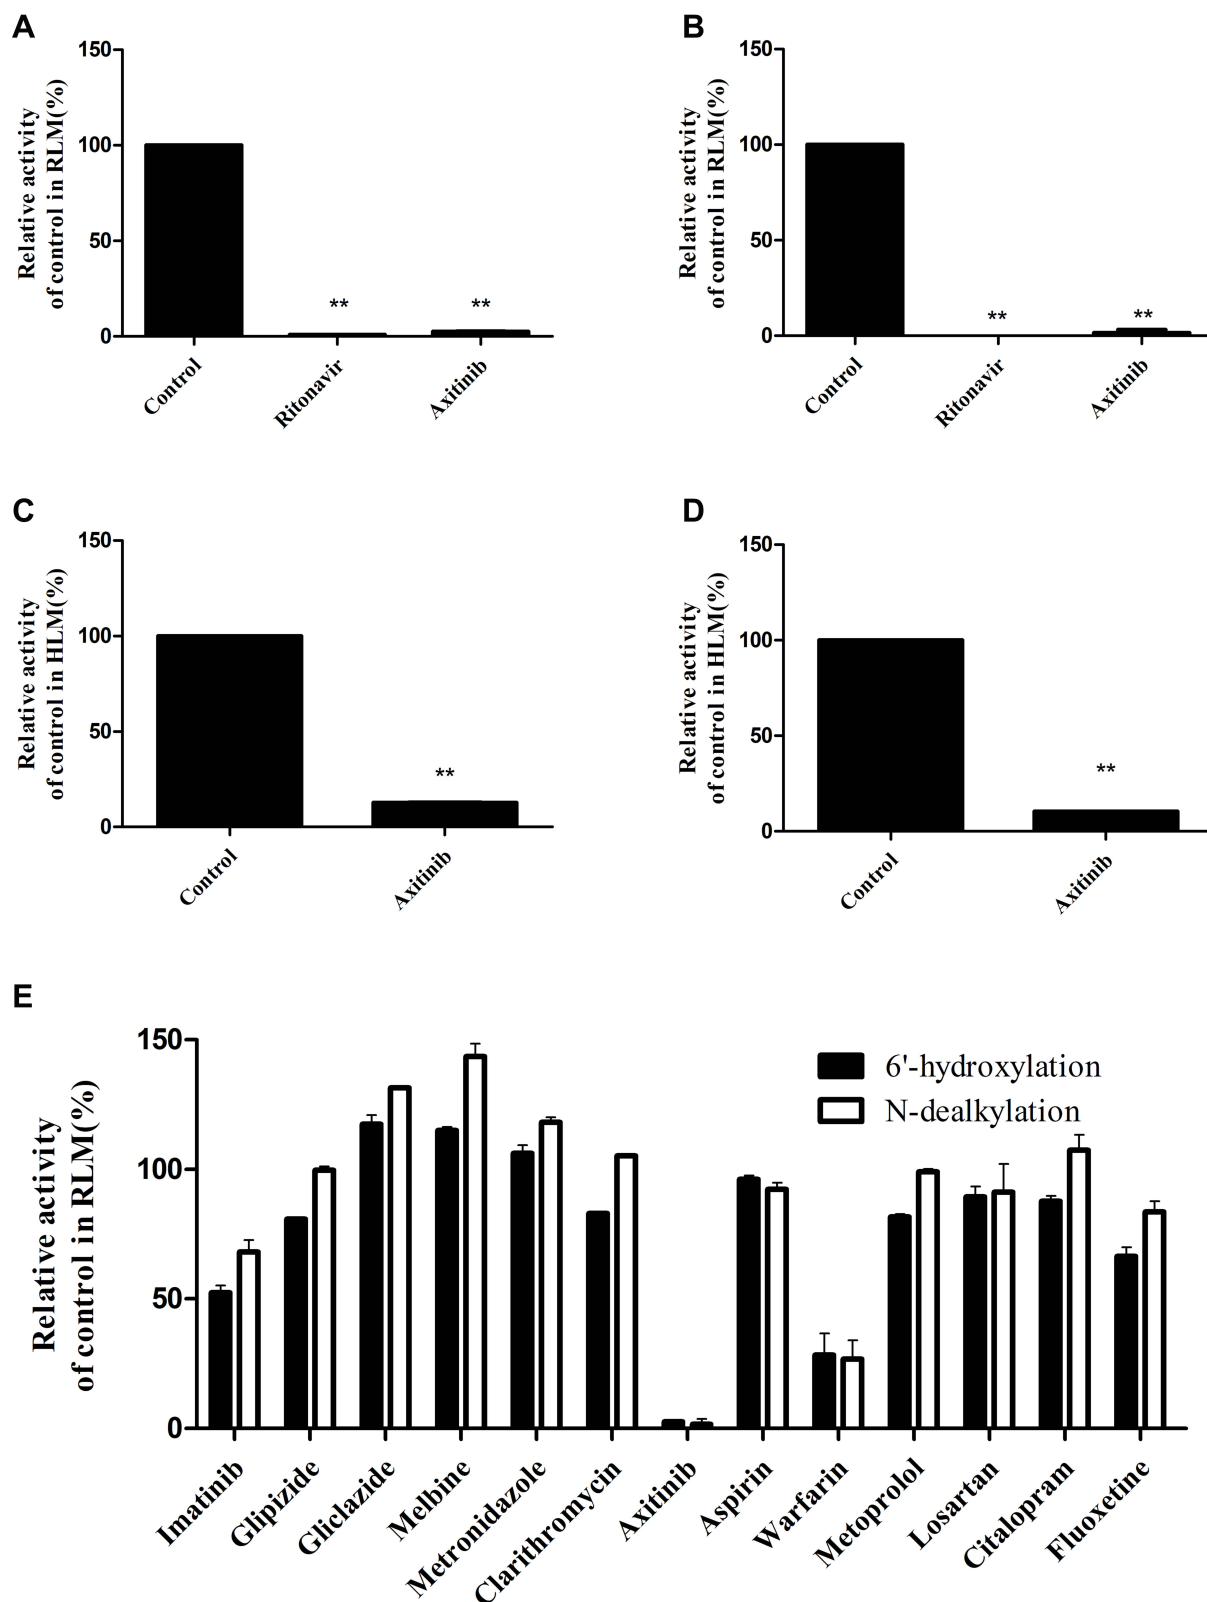 A
Relative activity
of control in RLM(%)
150
100
50
0
**
**
Control
Ritonavir
Axitinib
B
Relative activity
of control in RLM(%)
150
100
50
0
**
**
Control
Ritonavir
Axitinib
C
Relative activity
of control in HLM(%)
150
100
50
0
**
Control
Axitinib
D
Relative activity
of control in HLM(%)
150
100
50
0
**
Control
Axitinib
E
Relative activity
of control in RLM(%)
150
100
50
0
6'-hydroxylation
N-dealkylation
Imatinib
Glipizide
Gliclazide
Melbine
Metronidazole
Clarithromycin
Axitinib
Aspirin
Warfarin
Metoprolol
Losartan
Citalopram
Fluoxetine